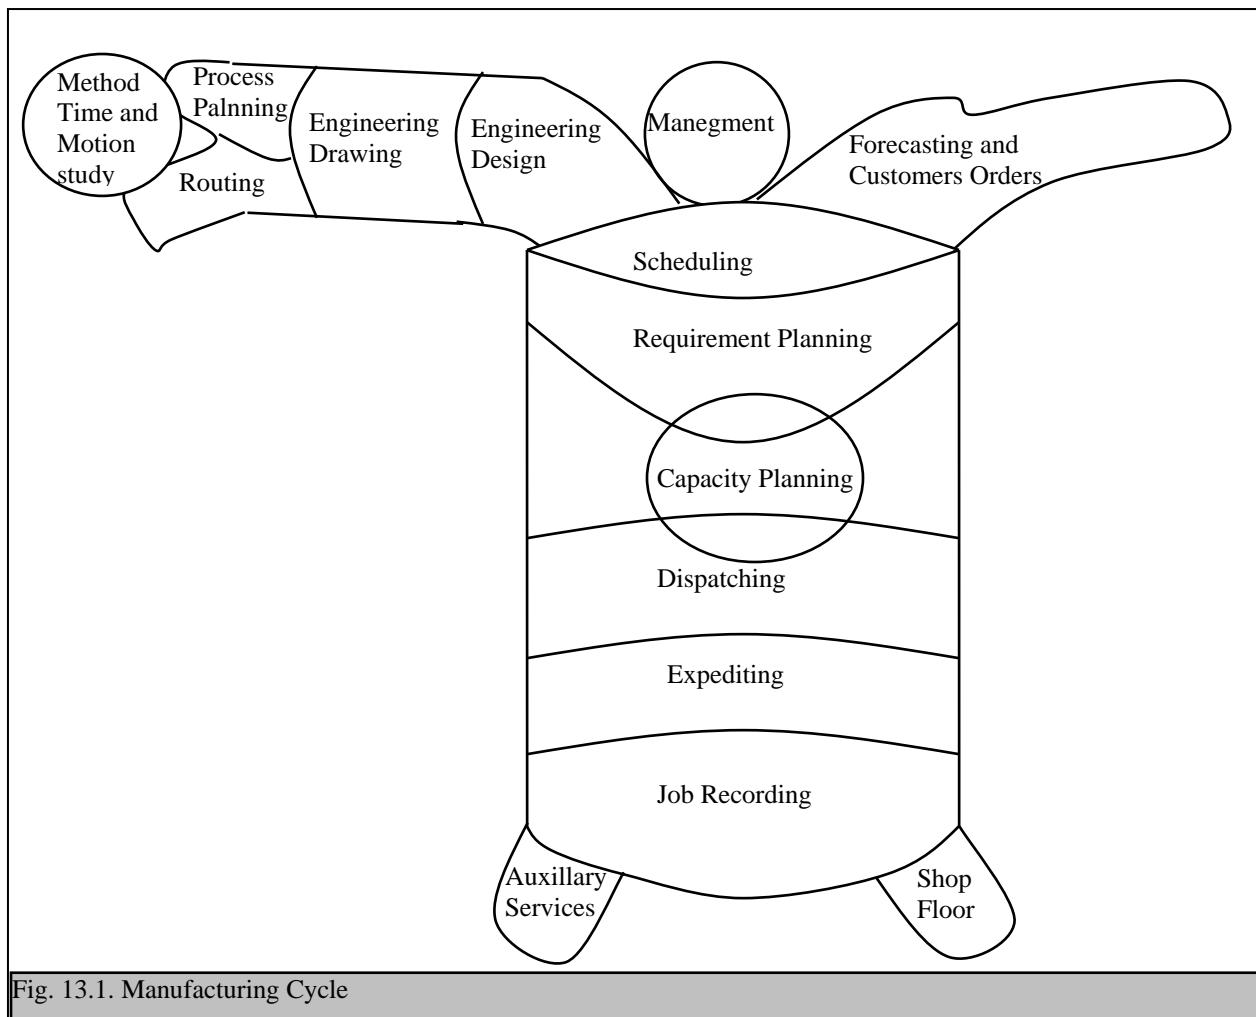 Method
Time and
Motion
study
Process
Palnning
Routing
Engineering
Drawing
Engineering
Design
Manegment
Forecasting and
Customers Orders
Scheduling
Requirement Planning
Capacity Planning
Dispatching
Expediting
Job Recording
Auxillary
Services
Shop
Floor
Fig. 13.1. Manufacturing Cycle